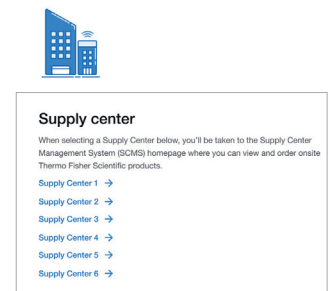 Supply center
When selecting a Supply Center below, you'll be taken to the Supply Center
Management System (SCMS) homepage where you can view and order onsite
Thermo Fisher Scientific products.
Supply Center 1 →
Supply Center 2 →
Supply Center 3 →
Supply Center 4 →
Supply Center 5 →
Supply Center 6 →